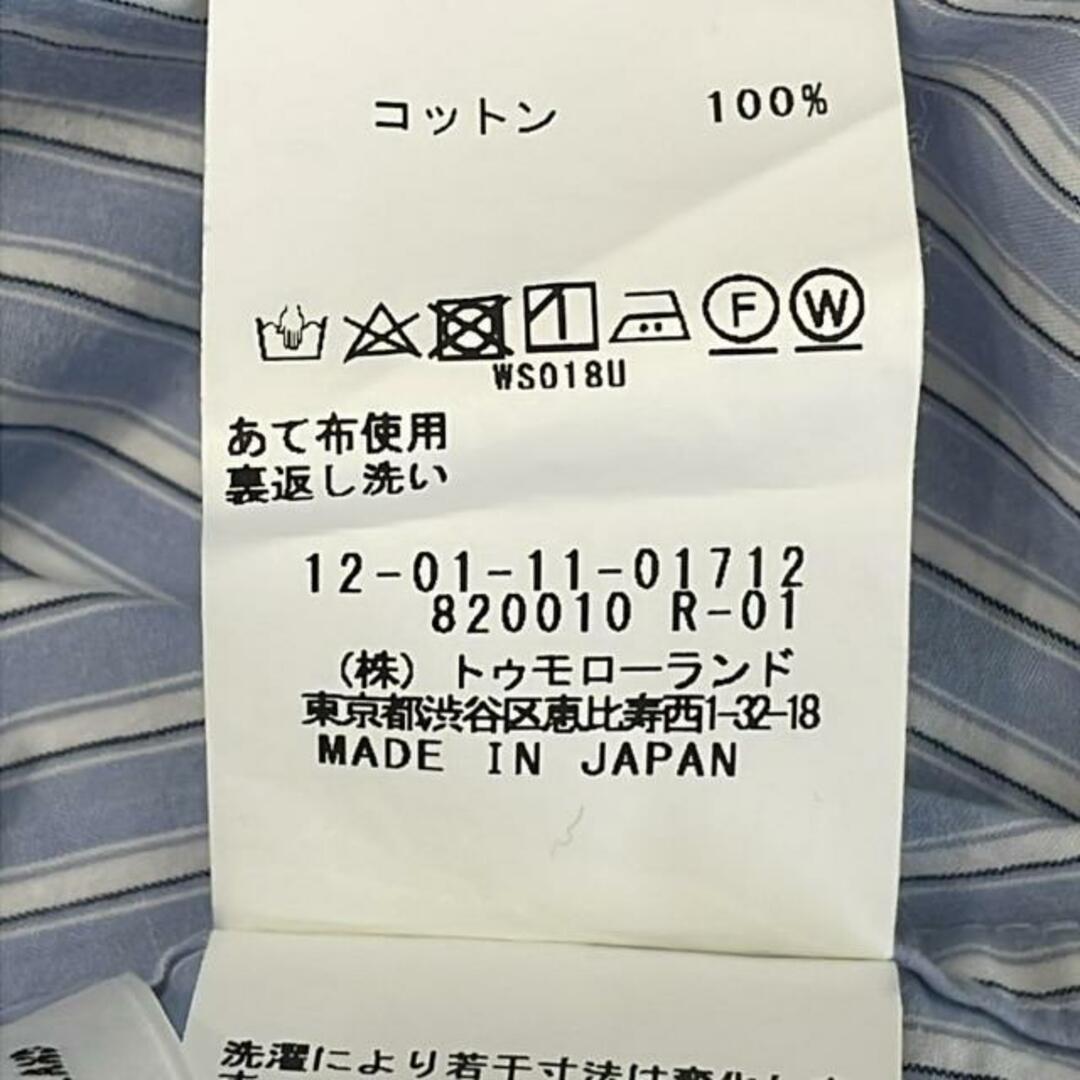 コットン 100%
F W
WS018U
あて布使用
裏返し洗い
12-01-11-01712
820010 R-01
(株)トゥモローランド
東京都渋谷区恵比寿西1-32-18
MADE IN JAPAN
洗濯により若干寸法は変化しま